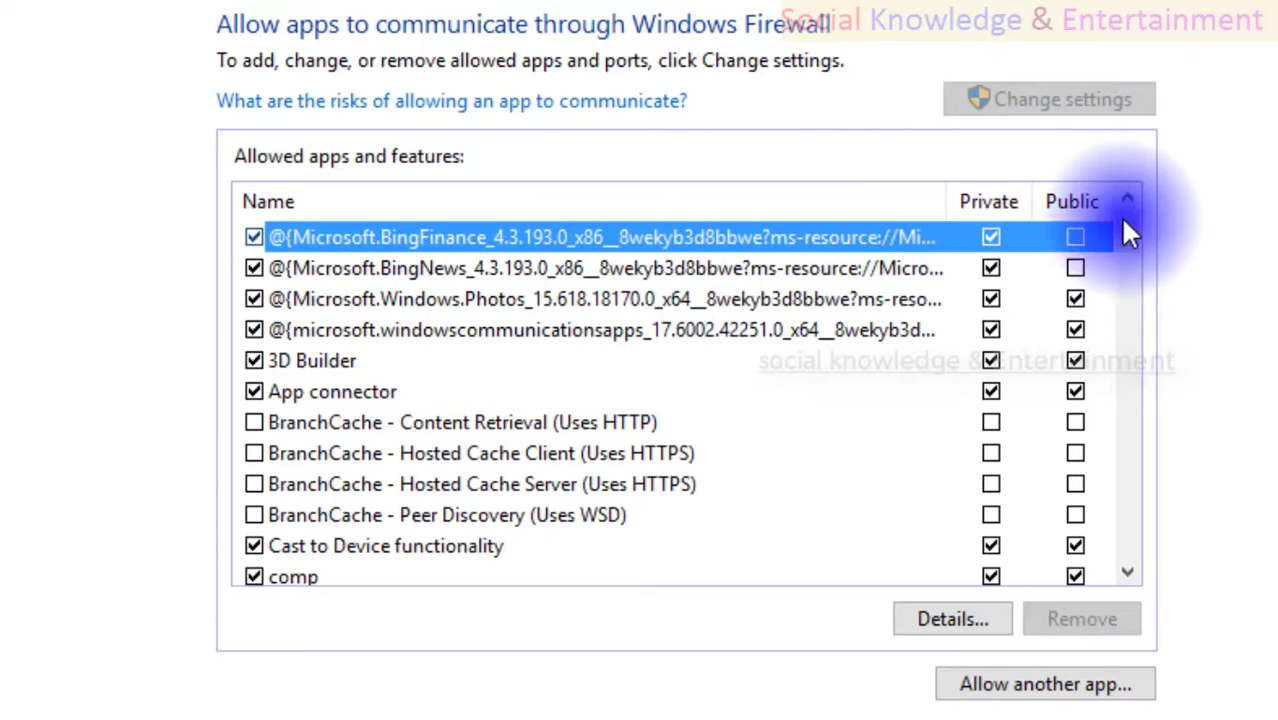 Social Knowledge & Entertainment
Allow apps to communicate through Windows Firewall
To add, change, or remove allowed apps and ports, click Change settings.
What are the risks of allowing an app to communicate?
Change settings
Allowed apps and features:
Name Private Public
@{Microsoft.BingFinance_4.3.193.0_x86__8wekyb3d8bbwe?ms-resource://Mi...
@{Microsoft.BingNews_4.3.193.0_x86__8wekyb3d8bbwe?ms-resource://Micro...
@{Microsoft.Windows.Photos_15.618.18170.0_x64__8wekyb3d8bbwe?ms-reso...
@{microsoft.windowscommunicationsapps_17.6002.42251.0_x64__8wekyb3d...
3D Builder
social knowledge & Entertainment
App connector
BranchCache - Content Retrieval (Uses HTTP)
BranchCache - Hosted Cache Client (Uses HTTPS)
BranchCache - Hosted Cache Server (Uses HTTPS)
BranchCache - Peer Discovery (Uses WSD)
Cast to Device functionality
comp
Details... Remove
Allow another app...